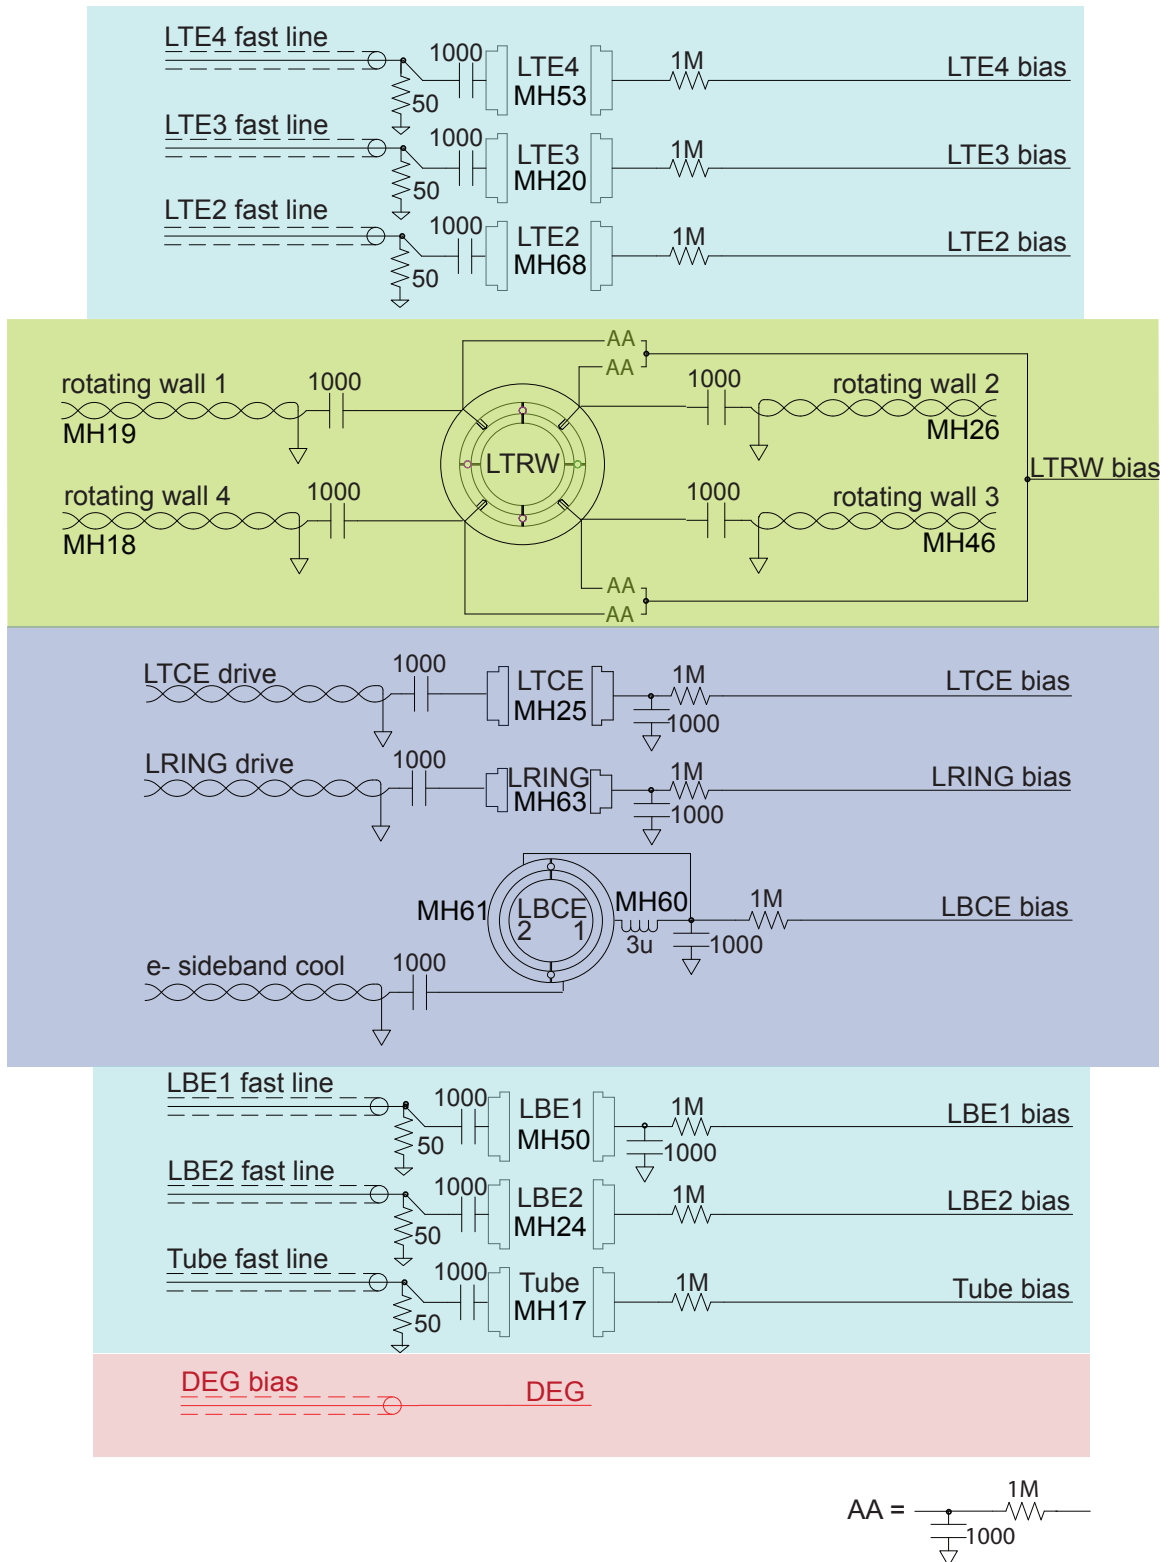 LTE4 fast line
1000
LTE4
MH53
1M
LTE4 bias
50
LTE3 fast line
1000
LTE3
MH20
1M
LTE3 bias
50
LTE2 fast line
1000
LTE2
MH68
1M
LTE2 bias
50
AA
AA
rotating wall 1
1000
MH19
1000
rotating wall 2
MH26
LTRW
LTRW bias
rotating wall 4
1000
MH18
1000
rotating wall 3
MH46
AA
AA
LTCE drive
1000
LTCE
MH25
1M
1000
LTCE bias
LRING drive
1000
LRING
MH63
1M
1000
LRING bias
MH61
LBCE
2 1
MH60
3u
1M
1000
LBCE bias
e- sideband cool
1000
LBE1 fast line
1000
LBE1
MH50
1M
1000
LBE1 bias
50
LBE2 fast line
1000
LBE2
MH24
1M
LBE2 bias
50
Tube fast line
1000
Tube
MH17
1M
Tube bias
50
DEG bias
DEG
AA =
1M
1000